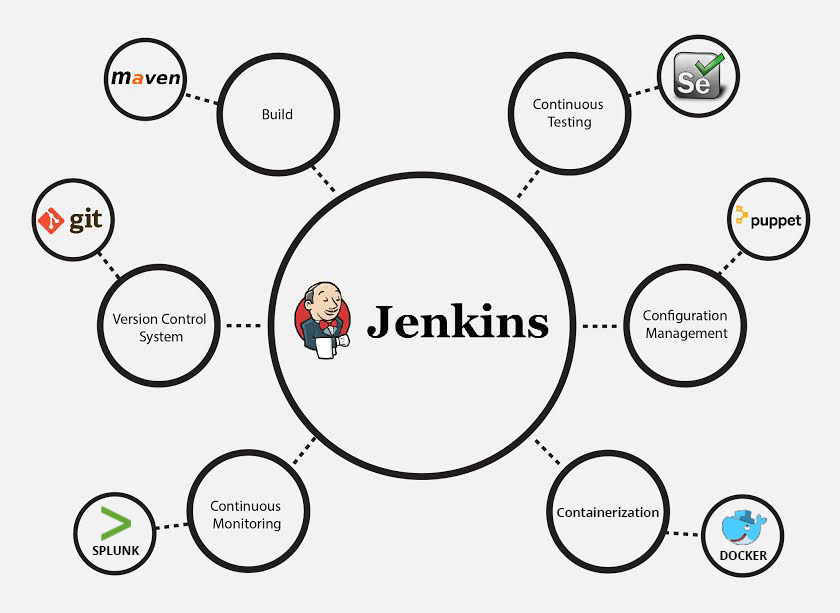 maven
Build
Continuous
Testing
Se
git
puppet
Version Control
System
Jenkins
Configuration
Management
Continuous
Monitoring
SPLUNK
Containerization
DOCKER